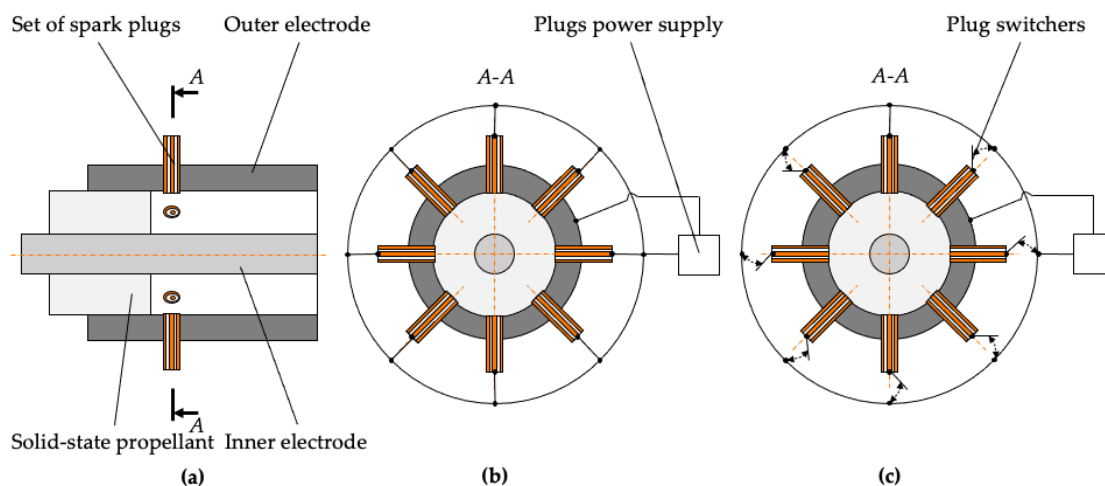 Set of spark plugs
Outer electrode
Plugs power supply
Plug switchers
A
A-A
A-A
A
Solid-state propellant
Inner electrode
(a)
(b)
(c)